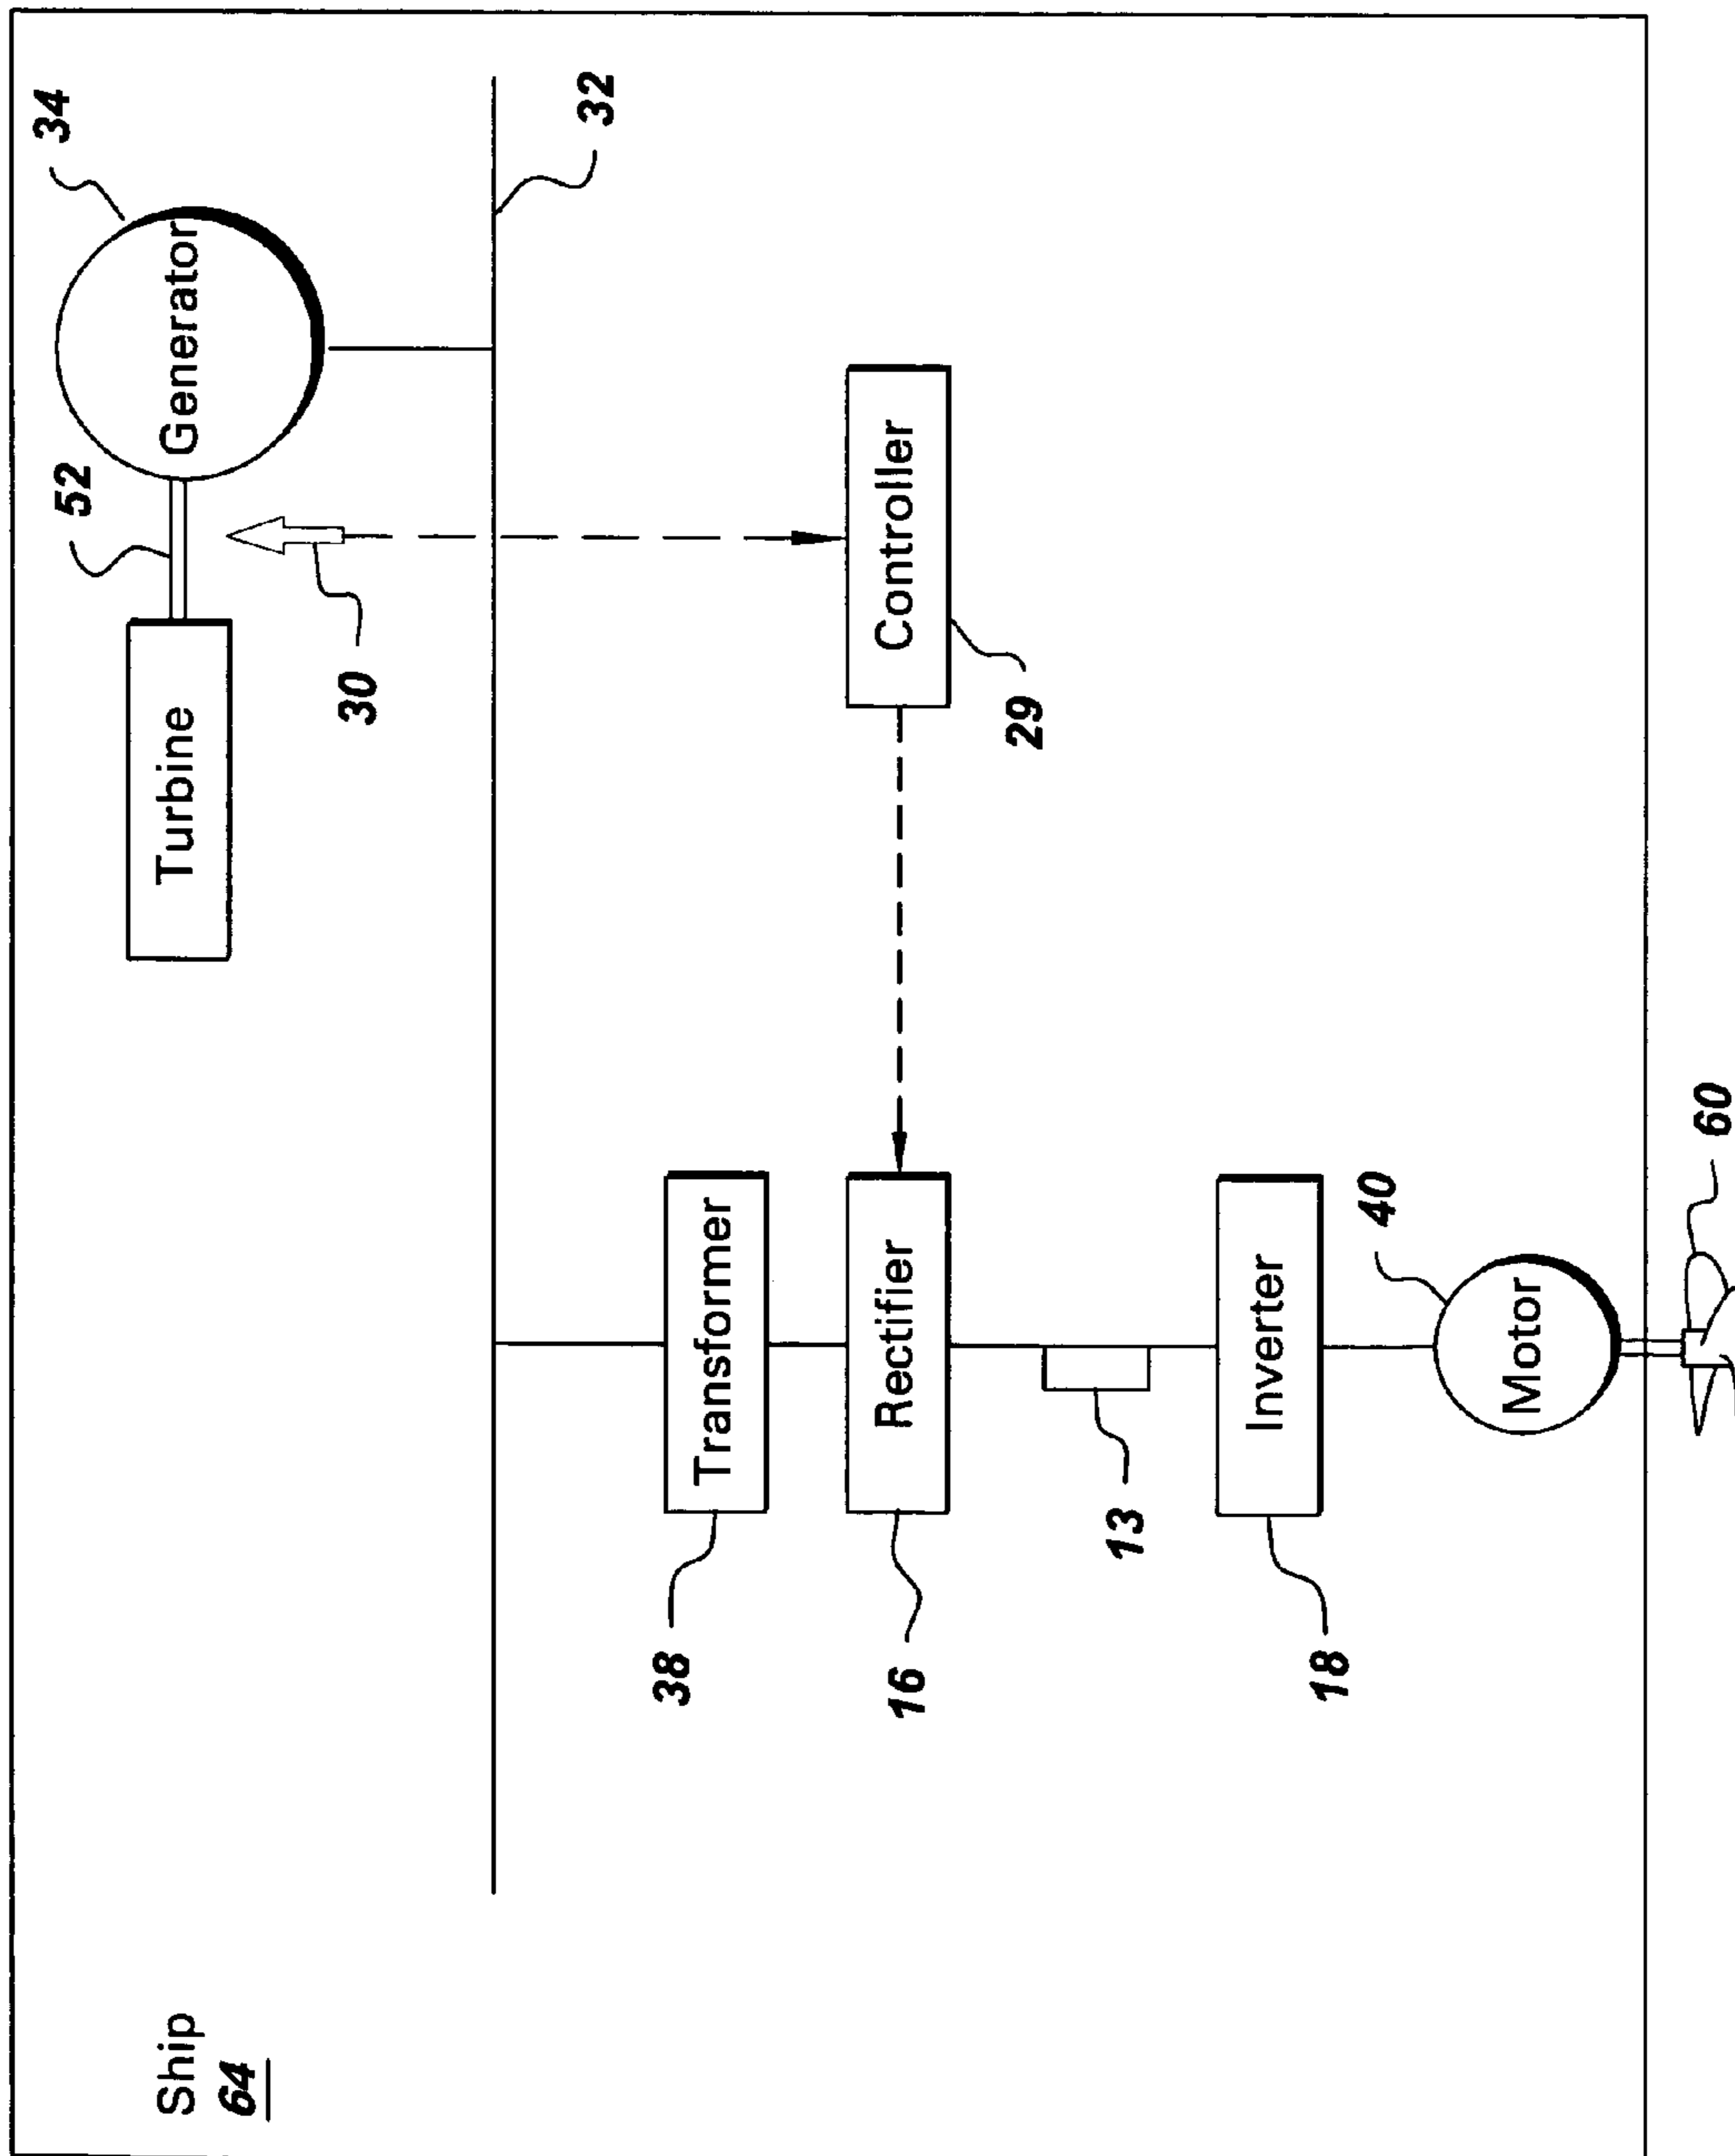 34
52
Ship
64
Turbine
Generator
30
32
38
Transformer
16
Rectifier
Controller
29
13
Inverter
18
40
Motor
60